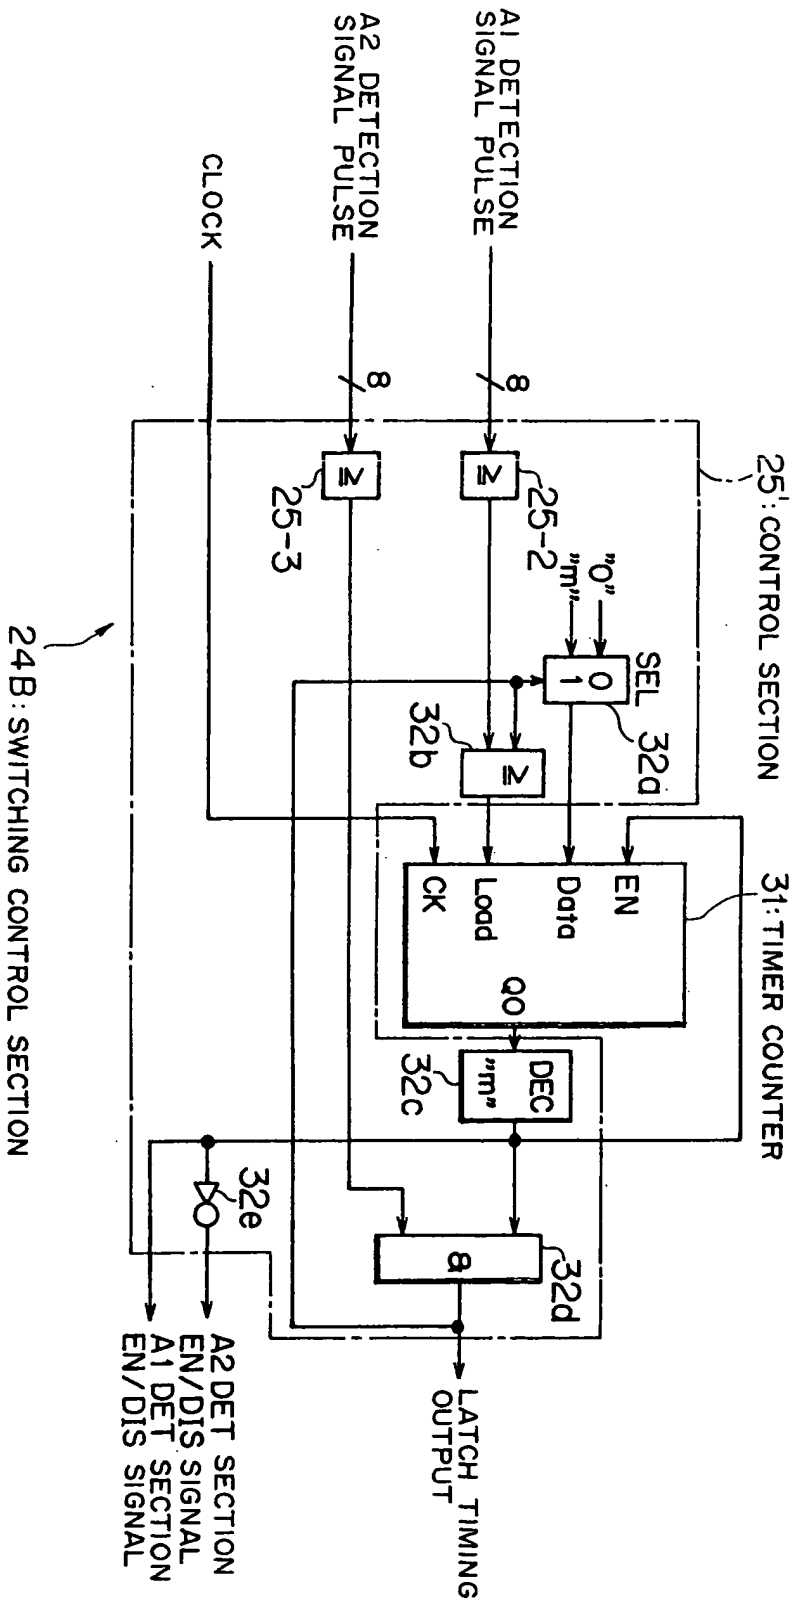 A1 DETECTION
SIGNAL PULSE
A2 DETECTION
SIGNAL PULSE
CLOCK
8
8
25': CONTROL SECTION
≧
25-2
≧
25-3
"0"
"m"
SEL
0
1
32a
≧
32b
31: TIMER COUNTER
EN
Data
Load
CK
QO
DEC
"m"
32c
&
32d
32e
LATCH TIMING
OUTPUT
A2 DET SECTION
EN/DIS SIGNAL
A1 DET SECTION
EN/DIS SIGNAL
24B: SWITCHING CONTROL SECTION